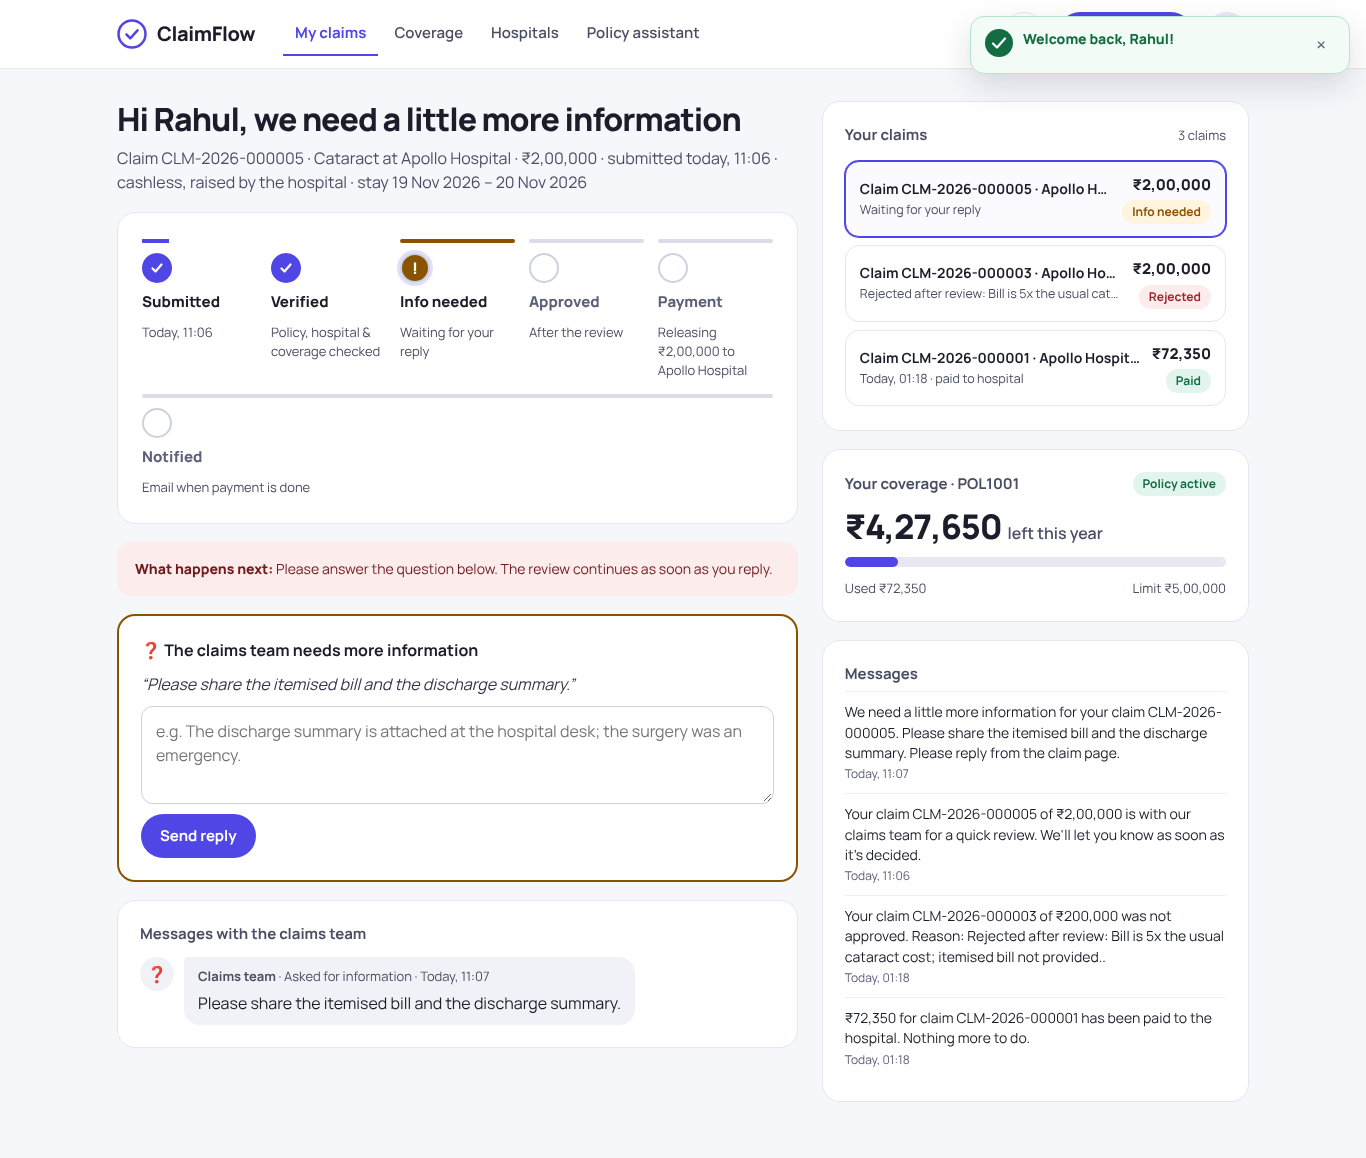 ClaimFlow
My claims
Coverage
Hospitals
Policy assistant
Welcome back, Rahul!
×
Hi Rahul, we need a little more information
Claim CLM-2026-000005 · Cataract at Apollo Hospital · ₹2,00,000 · submitted today, 11:06 ·
cashless, raised by the hospital · stay 19 Nov 2026 – 20 Nov 2026
Submitted
Today, 11:06
Verified
Policy, hospital &
coverage checked
!
Info needed
Waiting for your
reply
Approved
After the review
Payment
Releasing
₹2,00,000 to
Apollo Hospital
Notified
Email when payment is done
What happens next: Please answer the question below. The review continues as soon as you reply.
❓ The claims team needs more information
“Please share the itemised bill and the discharge summary.”
e.g. The discharge summary is attached at the hospital desk; the surgery was an
emergency.
Send reply
Messages with the claims team
❓
Claims team · Asked for information · Today, 11:07
Please share the itemised bill and the discharge summary.
Your claims
3 claims
Claim CLM-2026-000005 · Apollo H...
₹2,00,000
Waiting for your reply
Info needed
Claim CLM-2026-000003 · Apollo Ho...
₹2,00,000
Rejected after review: Bill is 5x the usual cat...
Rejected
Claim CLM-2026-000001 · Apollo Hospit...
₹72,350
Today, 01:18 · paid to hospital
Paid
Your coverage · POL1001
Policy active
₹4,27,650 left this year
Used ₹72,350
Limit ₹5,00,000
Messages
We need a little more information for your claim CLM-2026-
000005. Please share the itemised bill and the discharge
summary. Please reply from the claim page.
Today, 11:07
Your claim CLM-2026-000005 of ₹2,00,000 is with our
claims team for a quick review. We'll let you know as soon as
it's decided.
Today, 11:06
Your claim CLM-2026-000003 of ₹200,000 was not
approved. Reason: Rejected after review: Bill is 5x the usual
cataract cost; itemised bill not provided..
Today, 01:18
₹72,350 for claim CLM-2026-000001 has been paid to the
hospital. Nothing more to do.
Today, 01:18